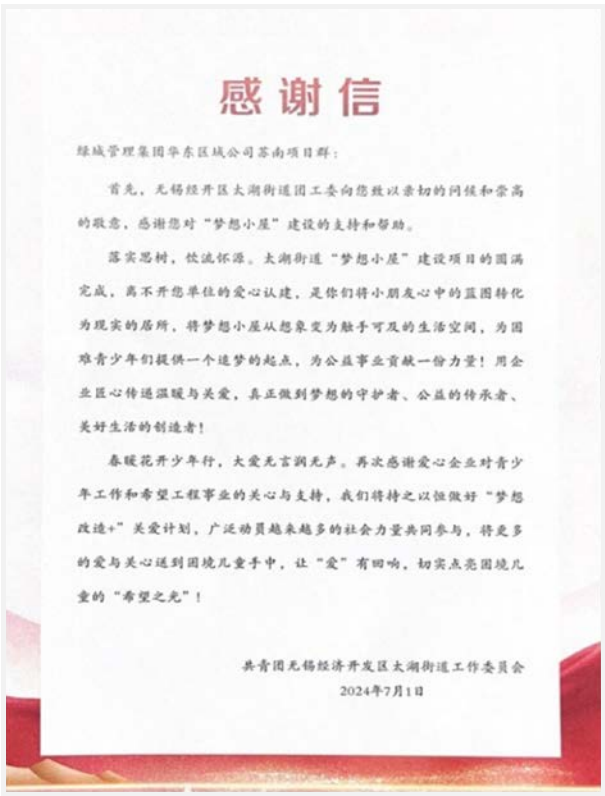 感谢信
绿城管理集团华东区域公司苏南项目群：
首先，无锡经开区太湖街道团工委向您致以亲切的问候和崇高
的敬意，感谢您对“梦想小屋”建设的支持和帮助。
落实思树，饮流怀源。太湖街道“梦想小屋”建设项目的圆满
完成，离不开您单位的爱心认建，是你们将小朋友心中的蓝图转化
为现实的居所，将梦想小屋从想象变为触手可及的生活空间，为困
难青少年们提供一个追梦的起点，为公益事业贡献一份力量！用企
业匠心传递温暖与关爱，真正做到梦想的守护者、公益的传承者、
美好生活的创造者！
春暖花开少年行，大爱无言润无声。再次感谢爱心企业对青少
年工作和希望工程事业的关心与支持，我们将持之以恒做好“梦想
改造+”关爱计划，广泛动员越来越多的社会力量共同参与，将更多
的爱与关心送到困境儿童手中，让“爱”有回响，切实点亮困境儿
童的“希望之光”！
共青团无锡经济开发区太湖街道工作委员会
2024年7月1日